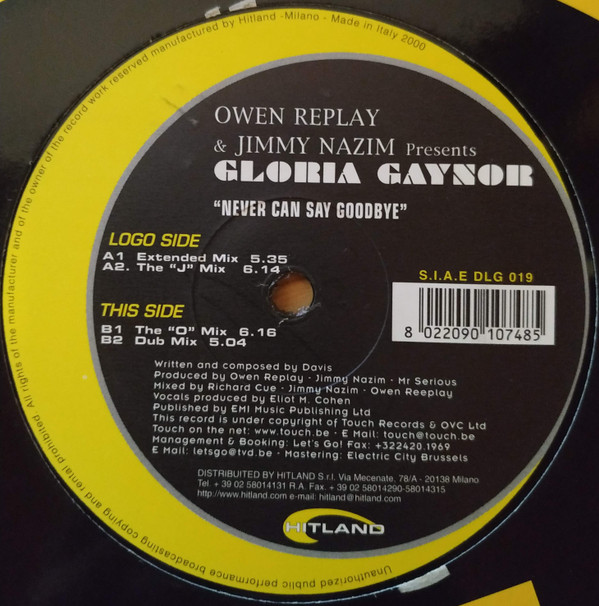 All rights of the manufacturer and of the owner of the record work reserved manufactured by Hitland -Milano - Made in Italy 2000
OWEN REPLAY
& JIMMY NAZIM Presents
GLORIA GAYNOR
“NEVER CAN SAY GOODBYE”
LOGO SIDE
A1 Extended Mix 5.35
A2. The “J” Mix 6.14
S.I.A.E DLG 019
8 022090 107485
THIS SIDE
B1 The “O” Mix 6.16
B2 Dub Mix 5.04
Written and composed by Davis
Produced by Owen Replay · Jimmy Nazim · Mr Serious
Mixed by Richard Cue · Jimmy Nazim · Owen Reeplay
Vocals produced by Eliot M. Cohen
Published by EMI Music Publishing Ltd
This record is under copyright of Touch Records & OVC Ltd
Touch on the net: www.touch.be · E Mail: touch@touch.be
Management & Booking: Let's Go! Fax: +322420.1969
E Mail: letsgo@tvd.be · Mastering: Electric City Brussels
DISTRIBUITED BY HITLAND S.r.l. Via Mecenate, 78/A - 20138 Milano
Tel. + 39 02 58014131 R.A. Fax. + 39 02 58014290-58014315
http://www.hitland.com e-mail: hitland@hitland.com
HITLAND
Unauthorized public performance broadcasting copying and rental prohibited.